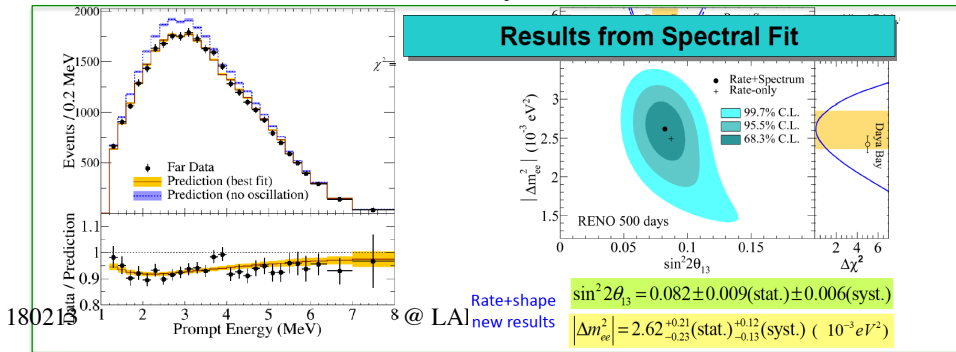 Results from Spectral Fit
2000
1500
1000
500
Events / 0.2 MeV
χ² =
Far Data
Prediction (best fit)
Prediction (no oscillation)
1.1
1
0.9
0.8
Data / Prediction
1 2 3 4 5 6 7 8
Prompt Energy (MeV)
3
2.5
2
1.5
|Δm²ee| (10⁻³ eV²)
Rate+Spectrum
Rate-only
99.7% C.L.
95.5% C.L.
68.3% C.L.
RENO 500 days
0 0.05 0.1 0.15
sin²2θ₁₃
Daya Bay
2 4 6
Δχ²
180213
@ LA
Rate+shape
new results
sin²2θ₁₃ = 0.082 ± 0.009(stat.) ± 0.006(syst.)
|Δm²ee| = 2.62 +0.21 −0.23 (stat.) +0.12 −0.13 (syst.) ( 10⁻³ eV²)